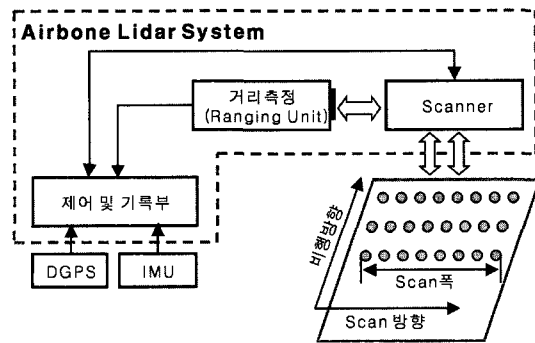 Airbone Lidar System
거리측정
(Ranging Unit)
Scanner
제어 및 기록부
DGPS
IMU
비행방향
Scan폭
Scan 방향